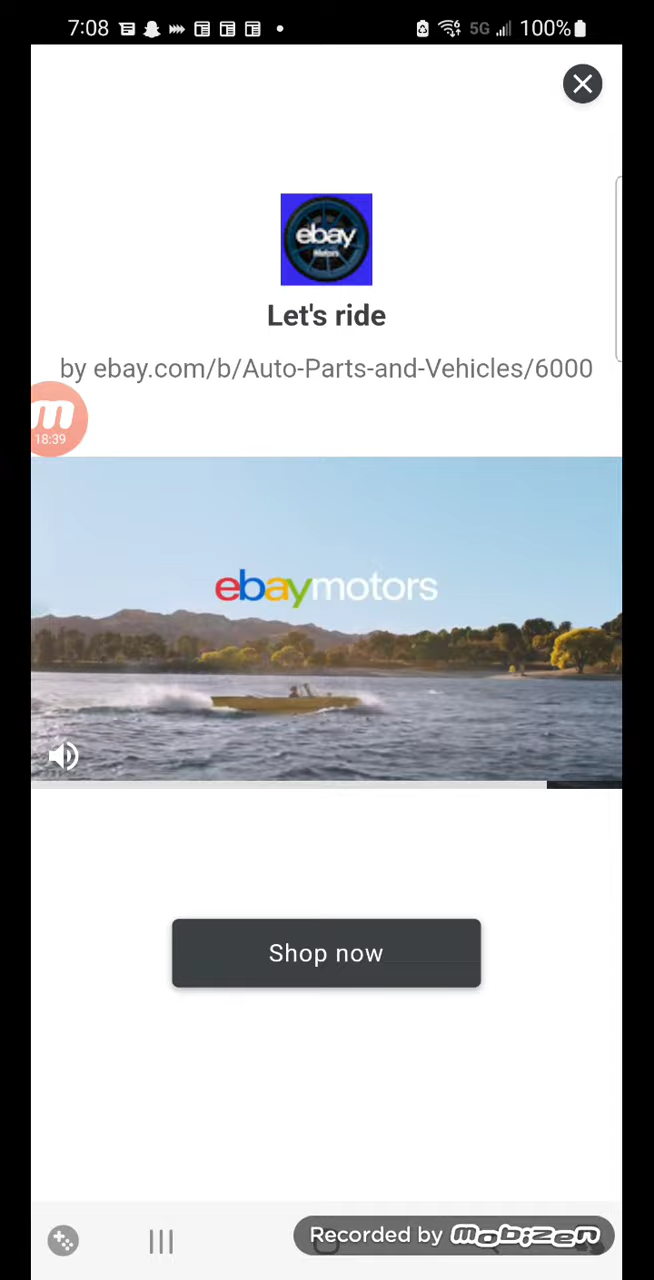 7:08 5G 100%
ebay
Motors
Let's ride
by ebay.com/b/Auto-Parts-and-Vehicles/6000
m
18:39
ebaymotors
Shop now
Recorded by mobizen